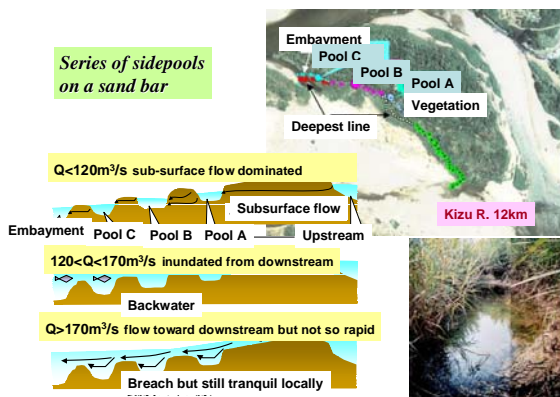 Series of sidepools
on a sand bar
Embayment
Pool C
Pool B
Pool A
Vegetation
Deepest line
Kizu R. 12km
Q<120m³/s sub-surface flow dominated
Subsurface flow
Embayment Pool C Pool B Pool A Upstream
120<Q<170m³/s inundated from downstream
Backwater
Q>170m³/s flow toward downstream but not so rapid
Breach but still tranquil locally